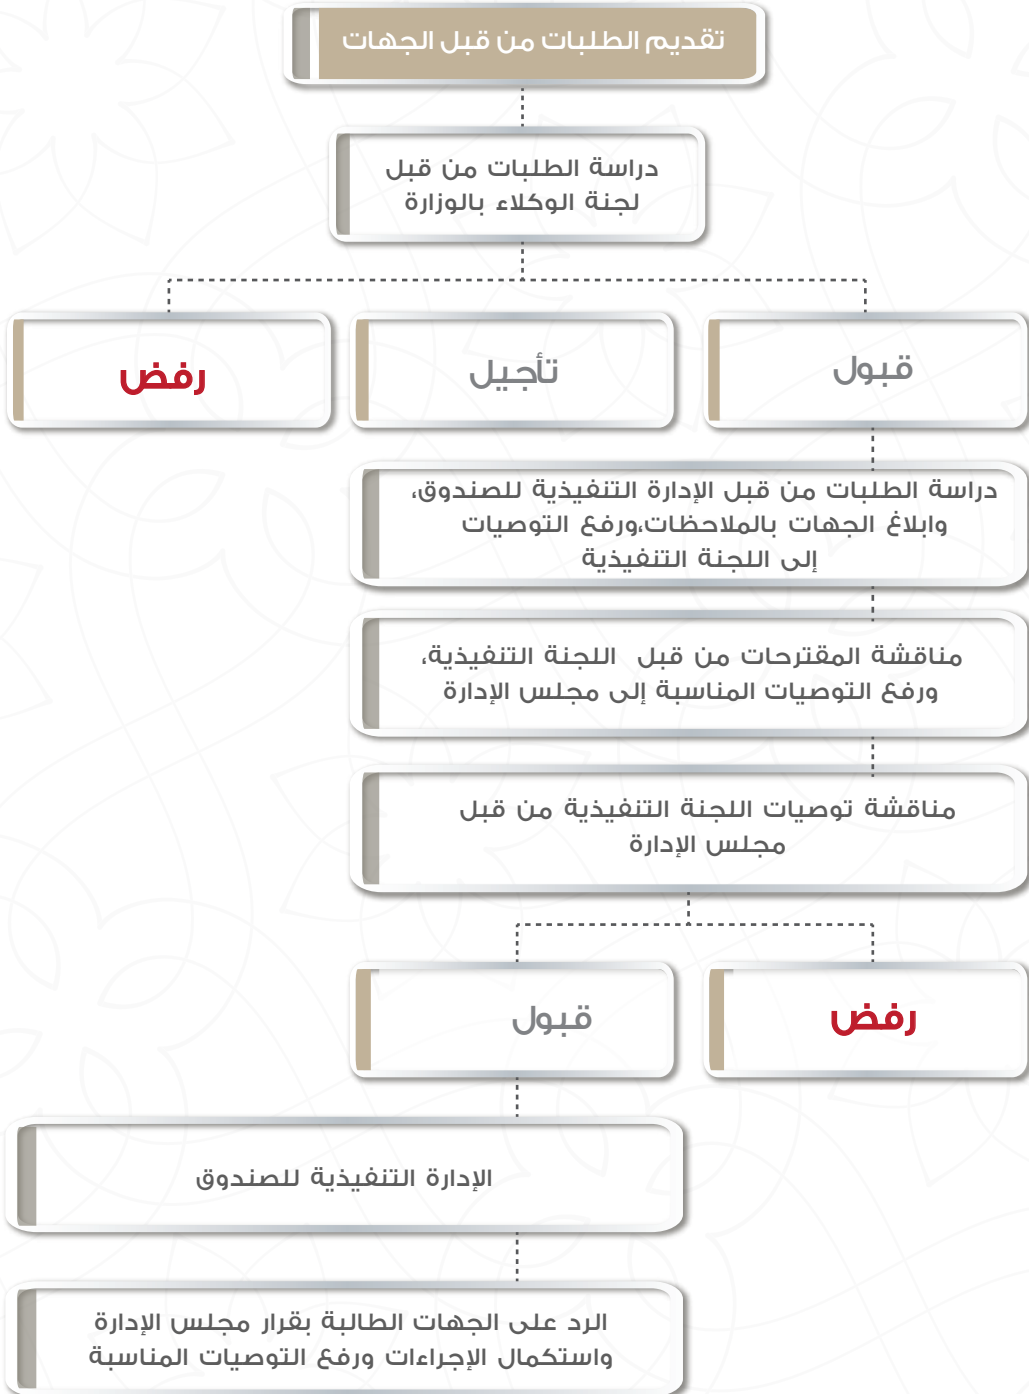 تقديم الطلبات من قبل الجهات
دراسة الطلبات من قبل
لجنة الوكلاء بالوزارة
قبول
تأجيل
رفض
دراسة الطلبات من قبل الإدارة التنفيذية للصندوق،
وابلاغ الجهات بالملاحظات،ورفع التوصيات
إلى اللجنة التنفيذية
مناقشة المقترحات من قبل اللجنة التنفيذية،
ورفع التوصيات المناسبة إلى مجلس الإدارة
مناقشة توصيات اللجنة التنفيذية من قبل
مجلس الإدارة
رفض
قبول
الإدارة التنفيذية للصندوق
الرد على الجهات الطالبة بقرار مجلس الإدارة
واستكمال الإجراءات ورفع التوصيات المناسبة